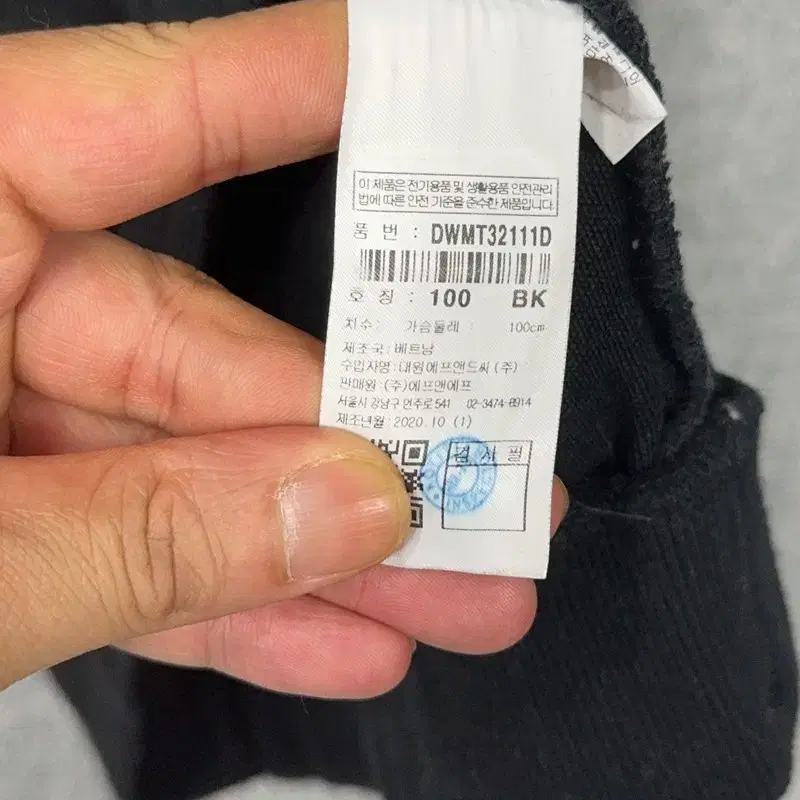 이 제품은 전기용품 및 생활용품 안전관리
법에 따른 안전 기준을 준수한 제품입니다.
품 번 : DWMT32111D
호 칭 : 100 BK
치수: 가슴둘레 : 100cm
제조국:베트남
수입자명:대원에프앤드씨 (주)
판매원 :(주)에프앤에프
서울시 강남구 언주로 541 02-3474-8914
제조년월:2020.10 (1)
검 사 필